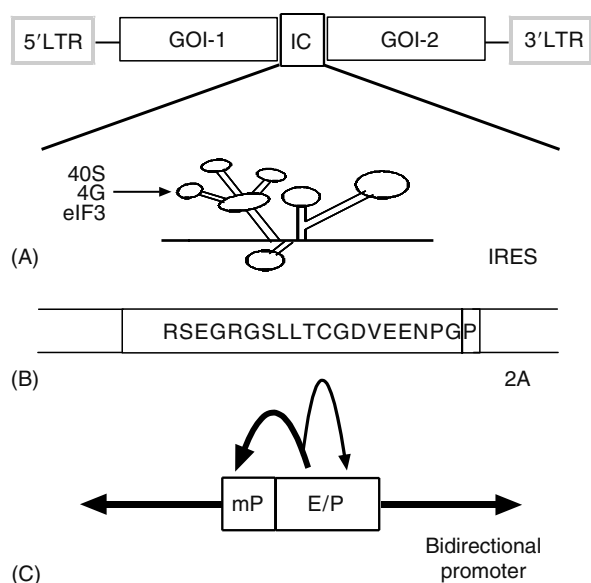 5′LTR GOI-1 IC GOI-2 3′LTR
40S
4G
eIF3
(A) IRES
RSEGRGSLLTCGDVEENPGP
(B) 2A
mP E/P
Bidirectional
promoter
(C)